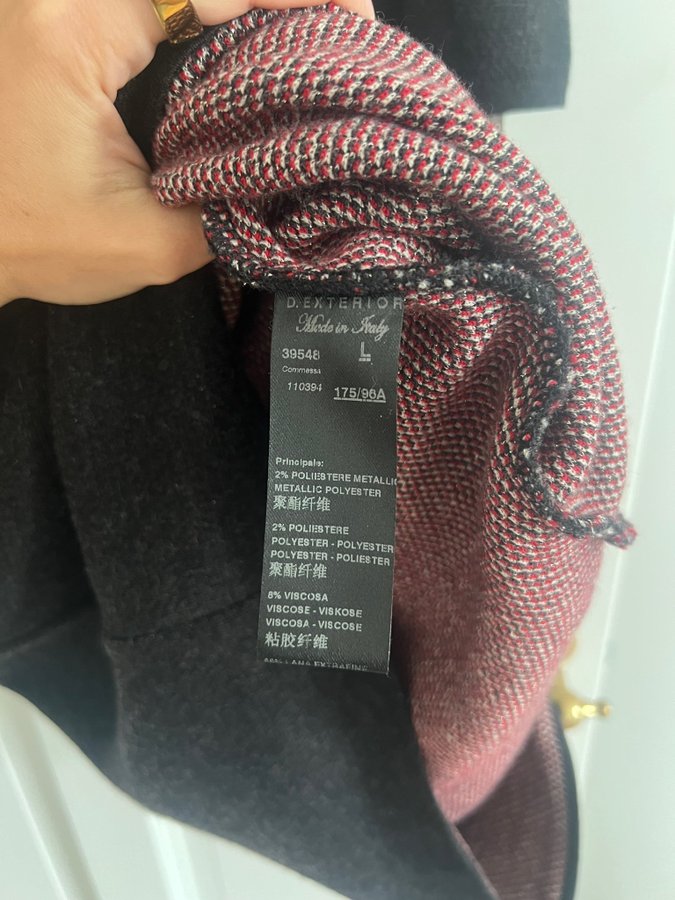 D.EXTERIOR
Made in Italy
39548 L
Commessa
110394 175/96A
Principale:
2% POLIESTERE METALLIC
METALLIC POLYESTER
聚酯纤维
2% POLIESTERE
POLYESTER - POLYESTER
POLYESTER - POLIESTER
聚酯纤维
8% VISCOSA
VISCOSE - VISKOSE
VISCOSA - VISCOSE
粘胶纤维
LANA EXTRAFINE